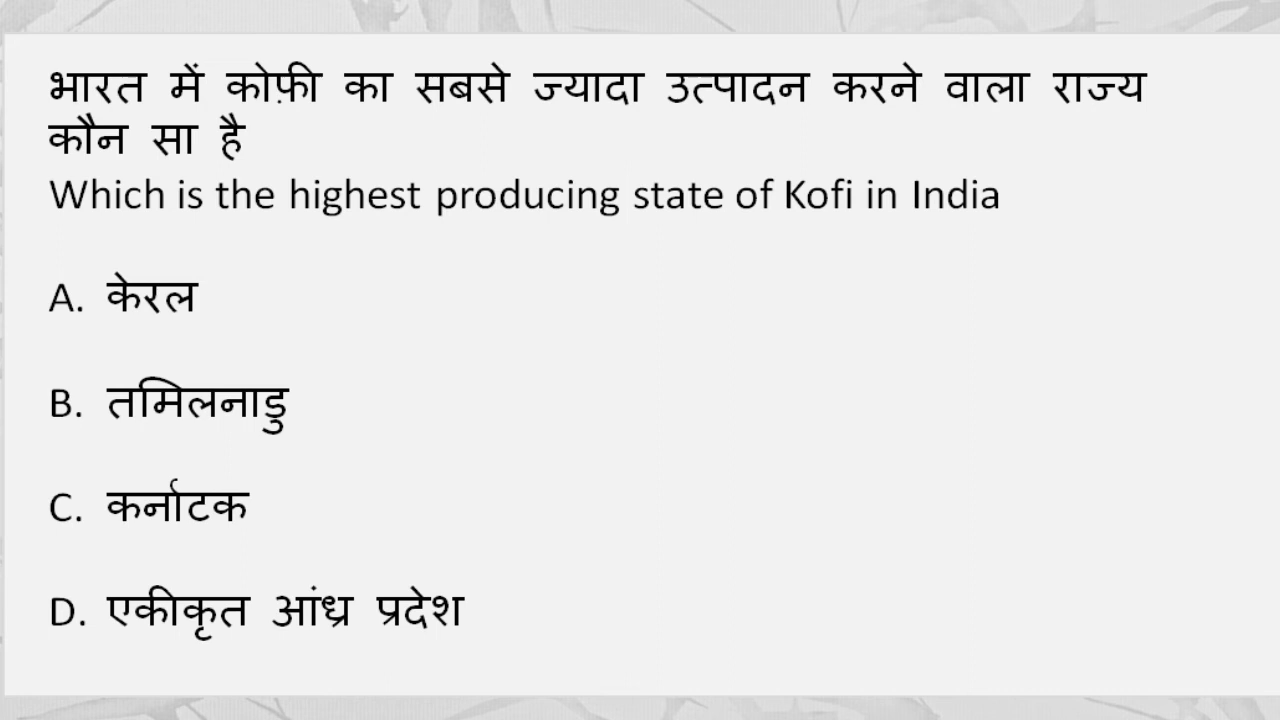 भारत में कोफ़ी का सबसे ज्यादा उत्पादन करने वाला राज्य
कौन सा है
Which is the highest producing state of Kofi in India
A. केरल
B. तमिलनाडु
C. कर्नाटक
D. एकीकृत आंध्र प्रदेश